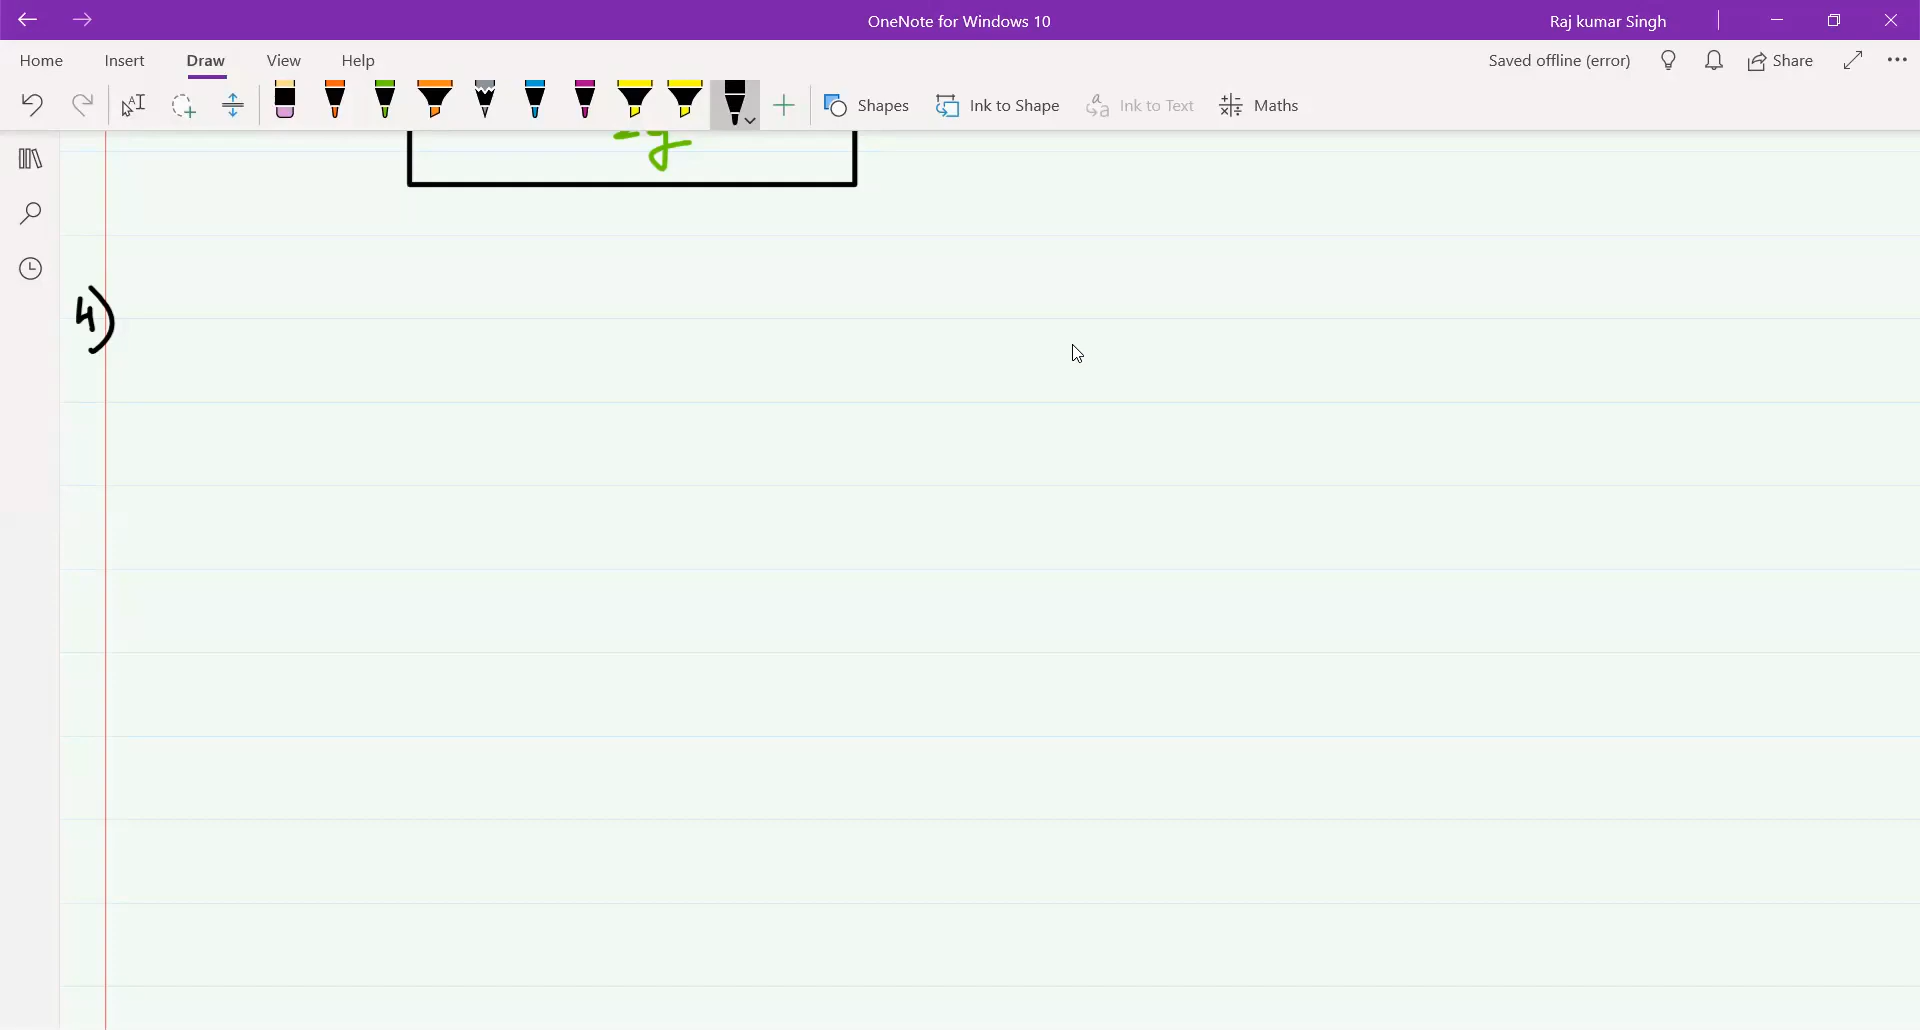 OneNote for Windows 10
Raj kumar Singh
Home Insert Draw View Help
Saved offline (error) Share
Shapes Ink to Shape Ink to Text Maths
4)